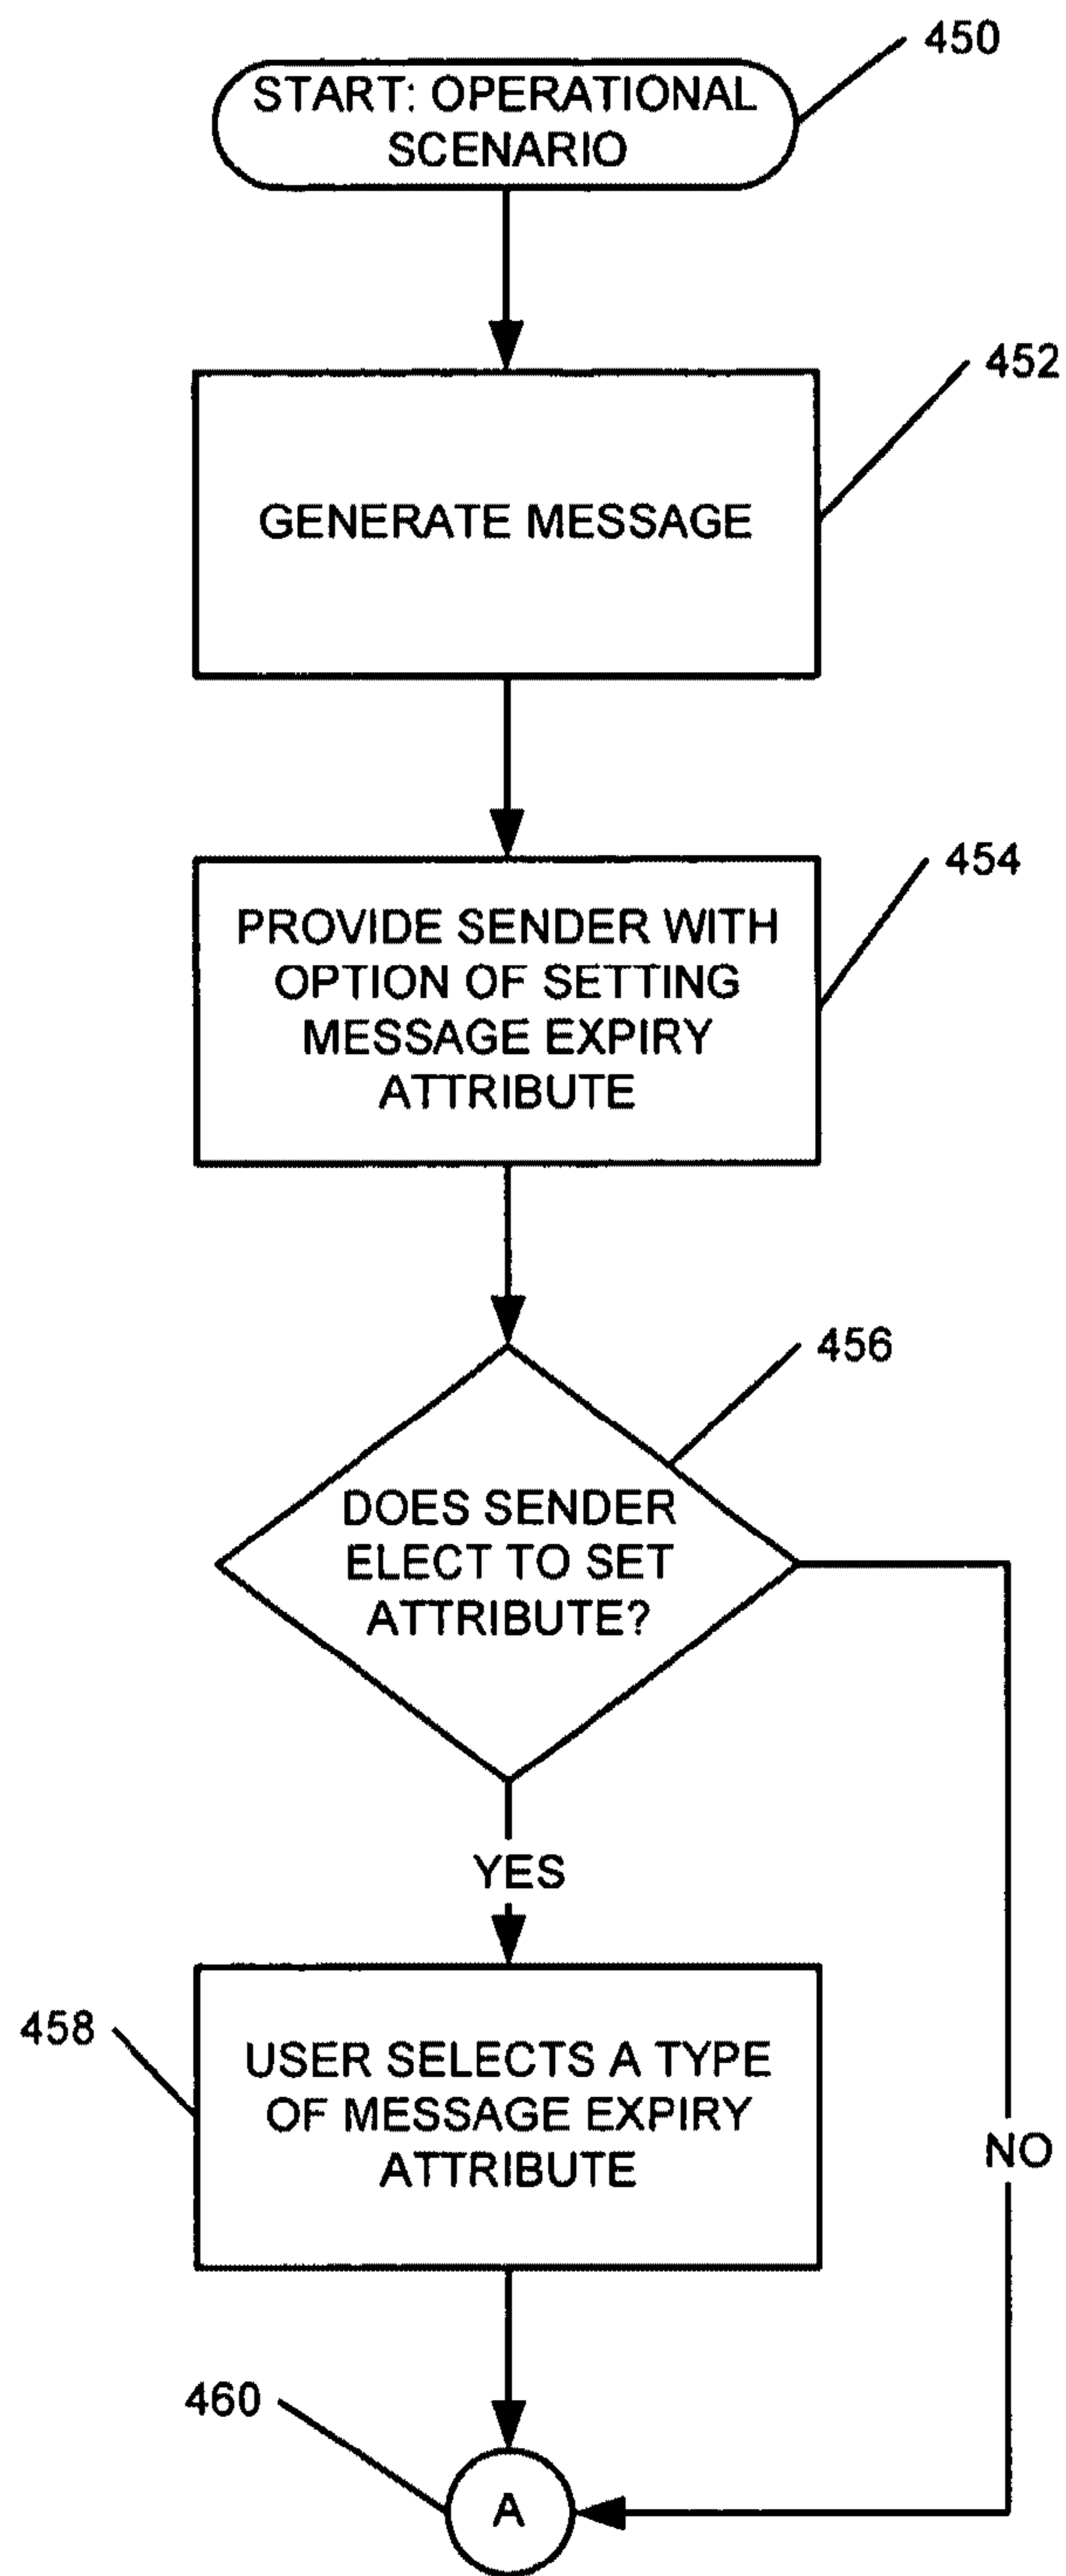 450
START: OPERATIONAL
SCENARIO
452
GENERATE MESSAGE
454
PROVIDE SENDER WITH
OPTION OF SETTING
MESSAGE EXPIRY
ATTRIBUTE
456
DOES SENDER
ELECT TO SET
ATTRIBUTE?
YES
458
USER SELECTS A TYPE
OF MESSAGE EXPIRY
ATTRIBUTE
NO
460
A